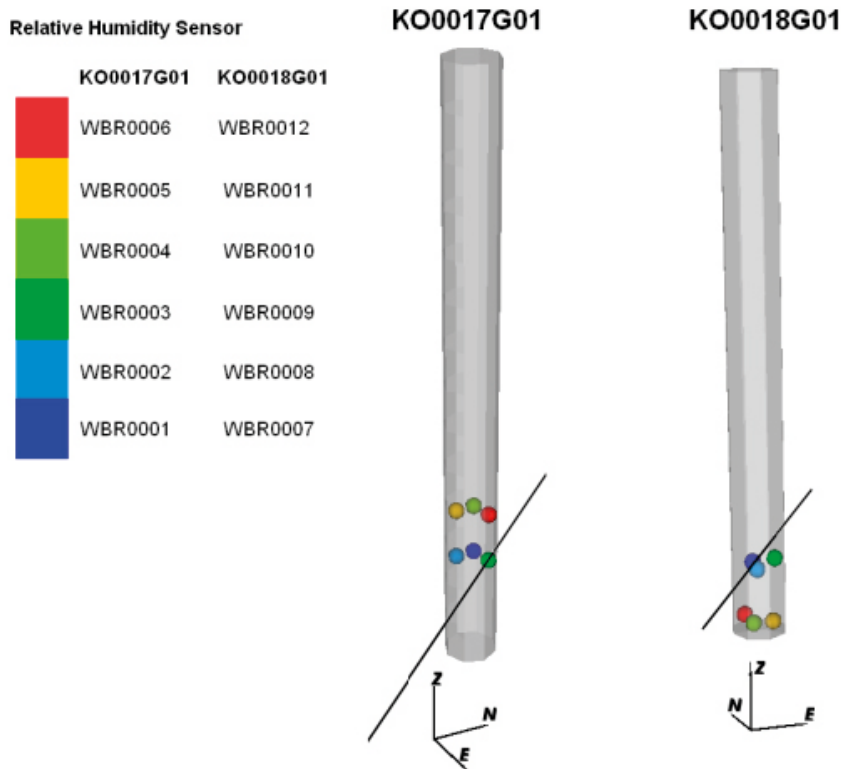 Relative Humidity Sensor
KO0017G01 KO0018G01
WBR0006 WBR0012
WBR0005 WBR0011
WBR0004 WBR0010
WBR0003 WBR0009
WBR0002 WBR0008
WBR0001 WBR0007
KO0017G01
Z
N
E
KO0018G01
Z
N
E